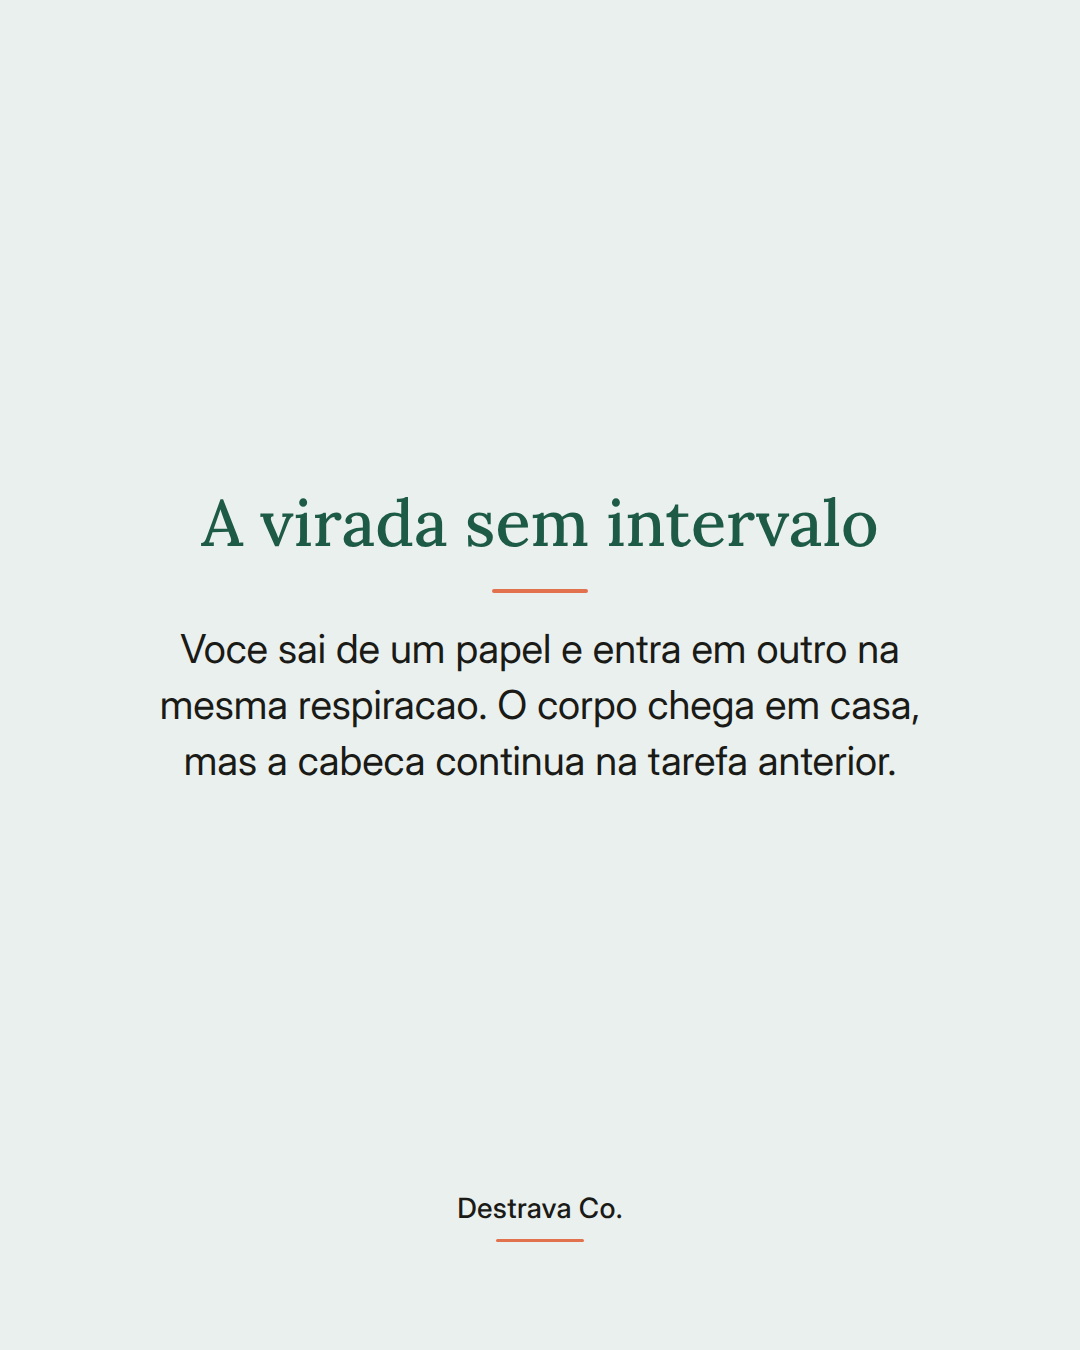 A virada sem intervalo
Voce sai de um papel e entra em outro na
mesma respiracao. O corpo chega em casa,
mas a cabeca continua na tarefa anterior.
Destrava Co.